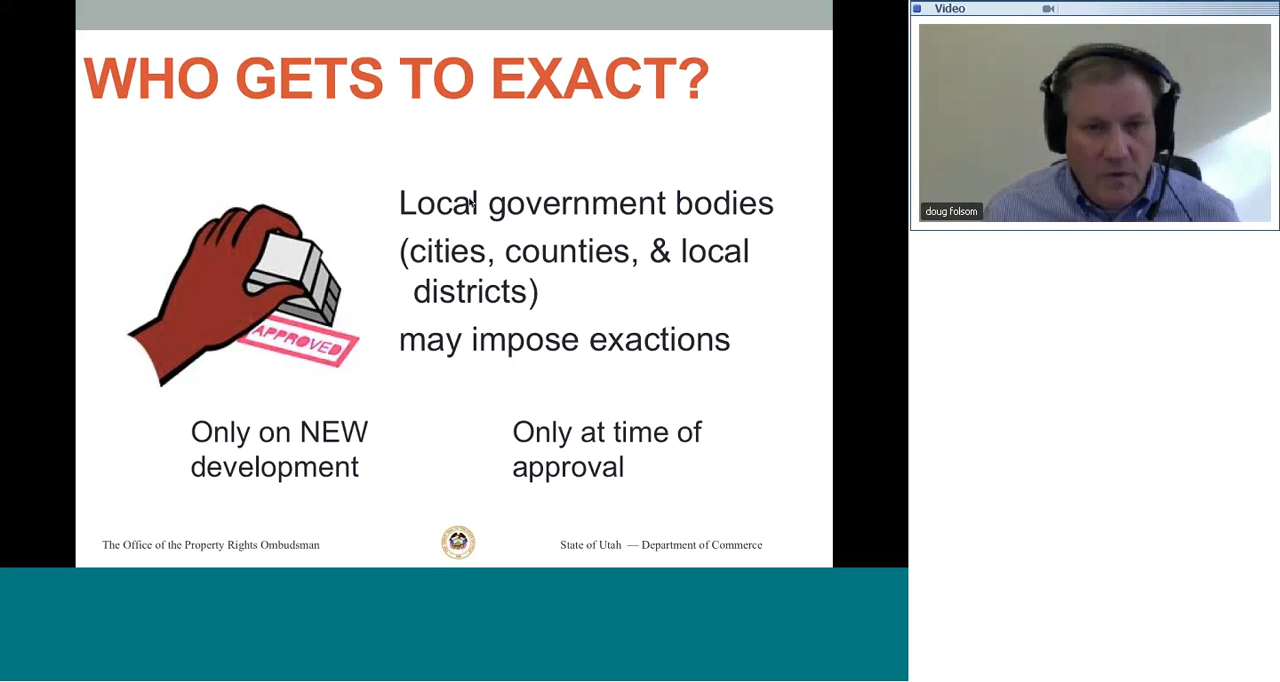 WHO GETS TO EXACT?
Local government bodies
(cities, counties, & local
districts)
may impose exactions
APPROVED
Only on NEW
development
Only at time of
approval
The Office of the Property Rights Ombudsman
State of Utah — Department of Commerce
Video
doug folsom